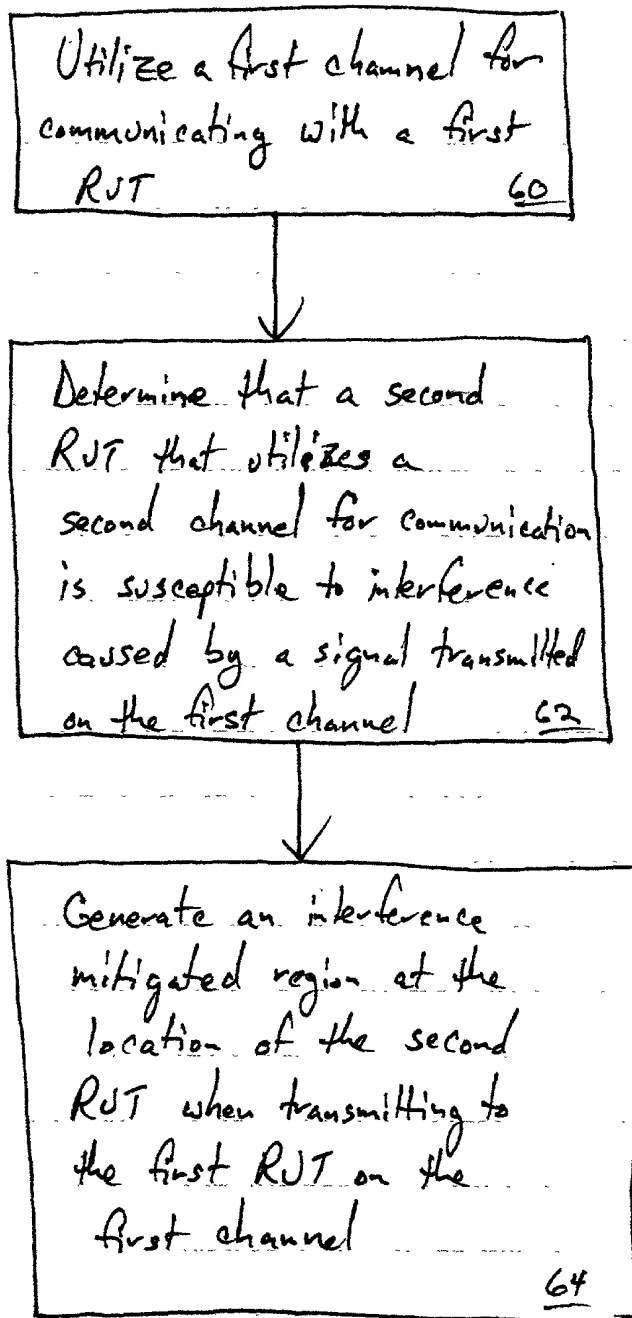 Utilize a first channel for
communicating with a first
RUT 60
Determine that a second
RUT that utilizes a
second channel for communication
is susceptible to interference
caused by a signal transmitted
on the first channel 62
Generate an interference
mitigated region at the
location of the second
RUT when transmitting to
the first RUT on the
first channel
64